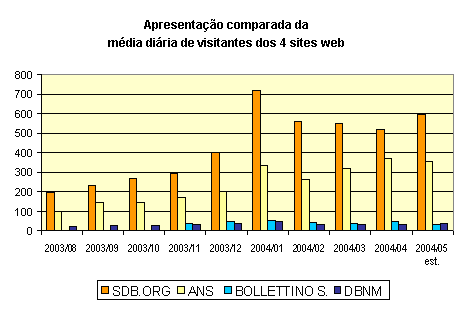 Apresentação comparada da
média diária de visitantes dos 4 sites web
800
700
600
500
400
300
200
100
0
2003/08 2003/09 2003/10 2003/11 2003/12 2004/01 2004/02 2004/03 2004/04 2004/05
est.
SDB.ORG ANS BOLLETTINO S. DBNM